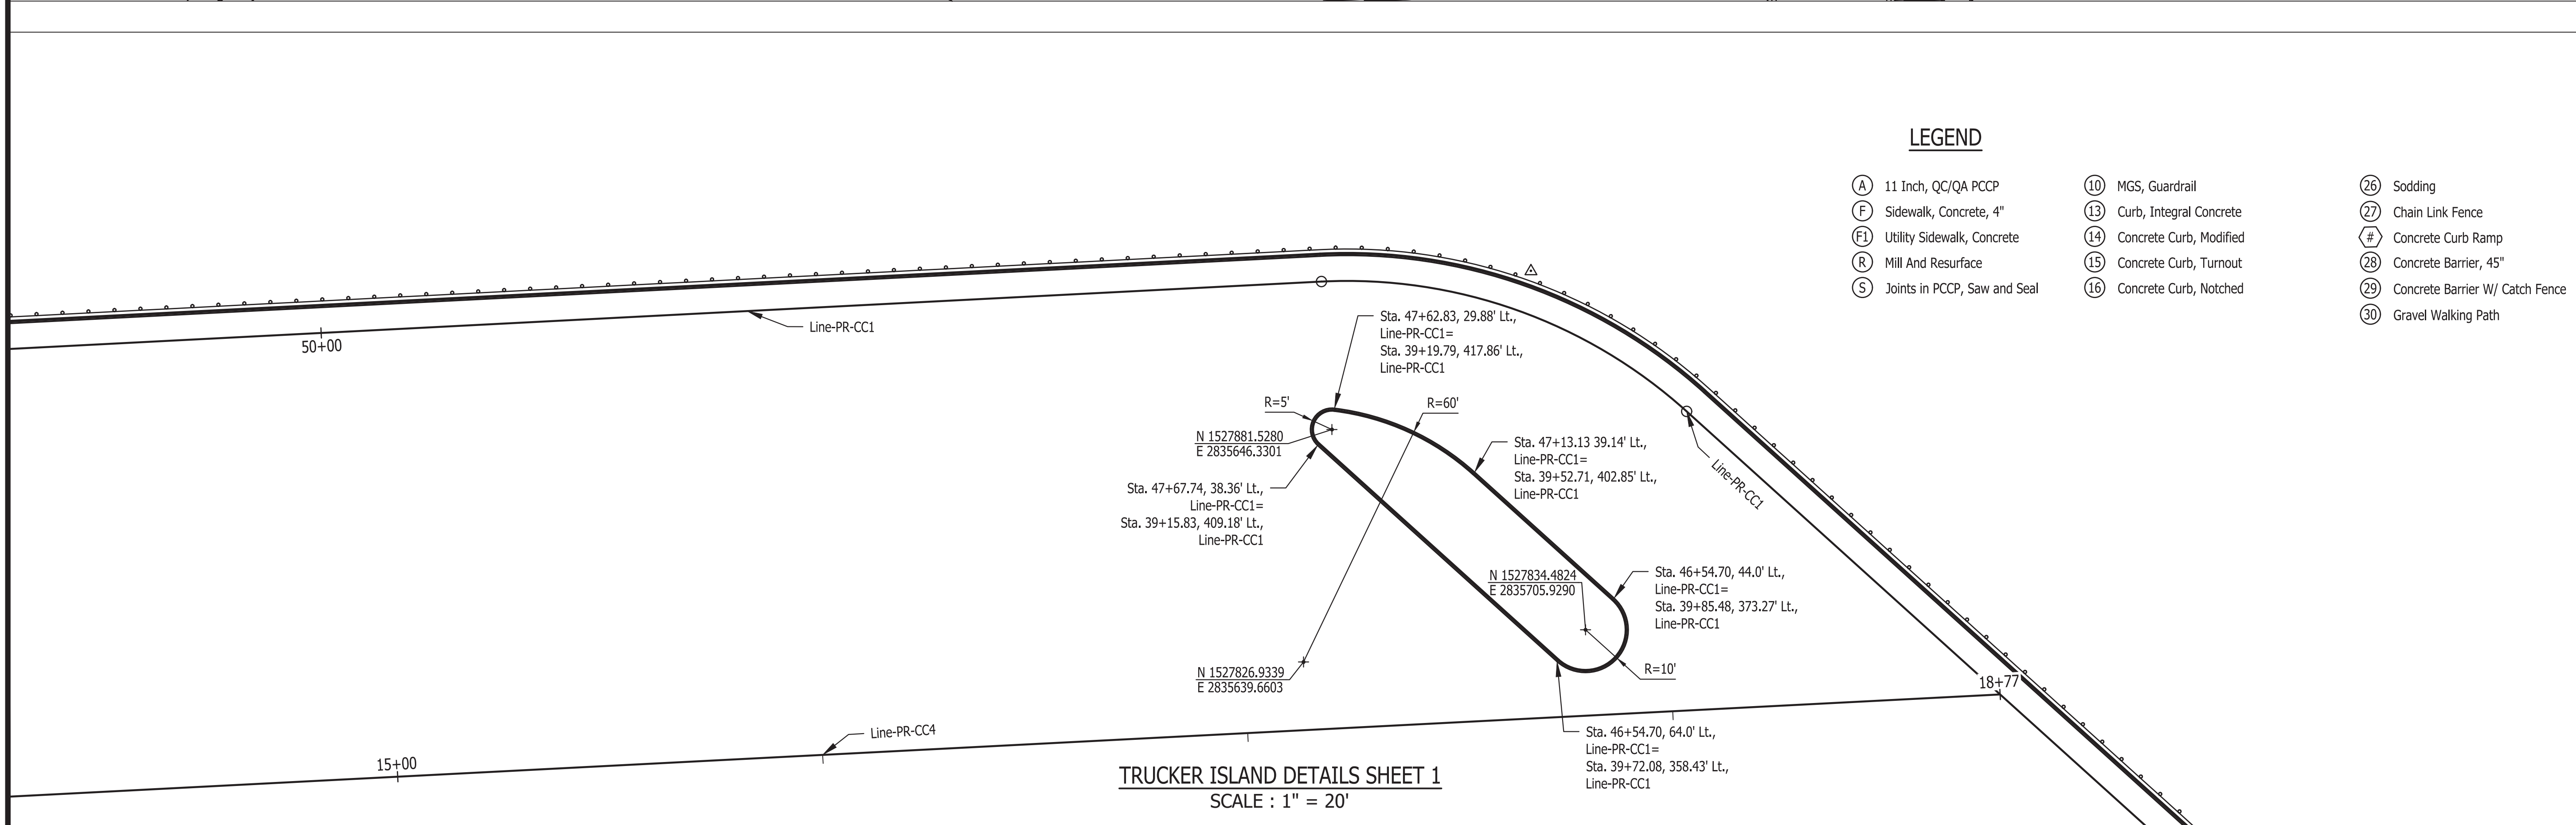 LEGEND
A 11 Inch, QC/QA PCCP
F Sidewalk, Concrete, 4"
F1 Utility Sidewalk, Concrete
R Mill And Resurface
S Joints in PCCP, Saw and Seal
10 MGS, Guardrail
13 Curb, Integral Concrete
14 Concrete Curb, Modified
15 Concrete Curb, Turnout
16 Concrete Curb, Notched
26 Sodding
27 Chain Link Fence
# Concrete Curb Ramp
28 Concrete Barrier, 45"
29 Concrete Barrier W/ Catch Fence
30 Gravel Walking Path
Line-PR-CC1
50+00
Sta. 47+62.83, 29.88' Lt.,
Line-PR-CC1=
Sta. 39+19.79, 417.86' Lt.,
Line-PR-CC1
R=5'
R=60'
N 1527881.5280
E 2835646.3301
Sta. 47+13.13 39.14' Lt.,
Line-PR-CC1=
Sta. 39+52.71, 402.85' Lt.,
Line-PR-CC1
Line-PR-CC1
Sta. 47+67.74, 38.36' Lt.,
Line-PR-CC1=
Sta. 39+15.83, 409.18' Lt.,
Line-PR-CC1
N 1527834.4824
E 2835705.9290
Sta. 46+54.70, 44.0' Lt.,
Line-PR-CC1=
Sta. 39+85.48, 373.27' Lt.,
Line-PR-CC1
R=10'
N 1527826.9339
E 2835639.6603
18+77
Line-PR-CC4
15+00
Sta. 46+54.70, 64.0' Lt.,
Line-PR-CC1=
Sta. 39+72.08, 358.43' Lt.,
Line-PR-CC1
TRUCKER ISLAND DETAILS SHEET 1
SCALE : 1" = 20'